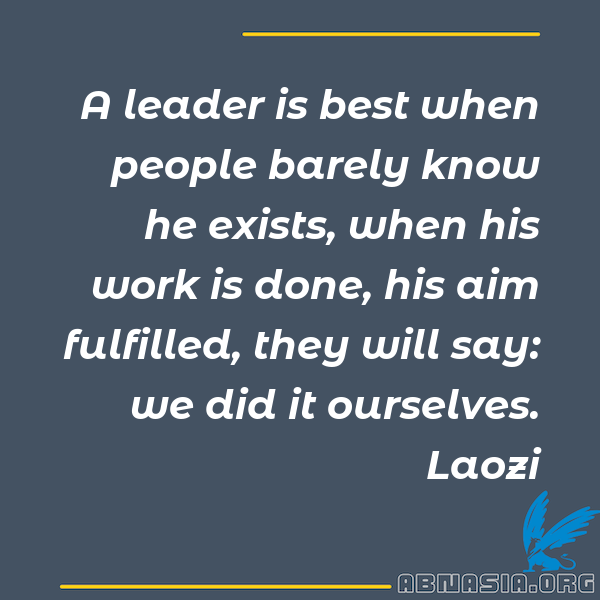 A leader is best when
people barely know
he exists, when his
work is done, his aim
fulfilled, they will say:
we did it ourselves.
Laozi
ABNASIA.ORG